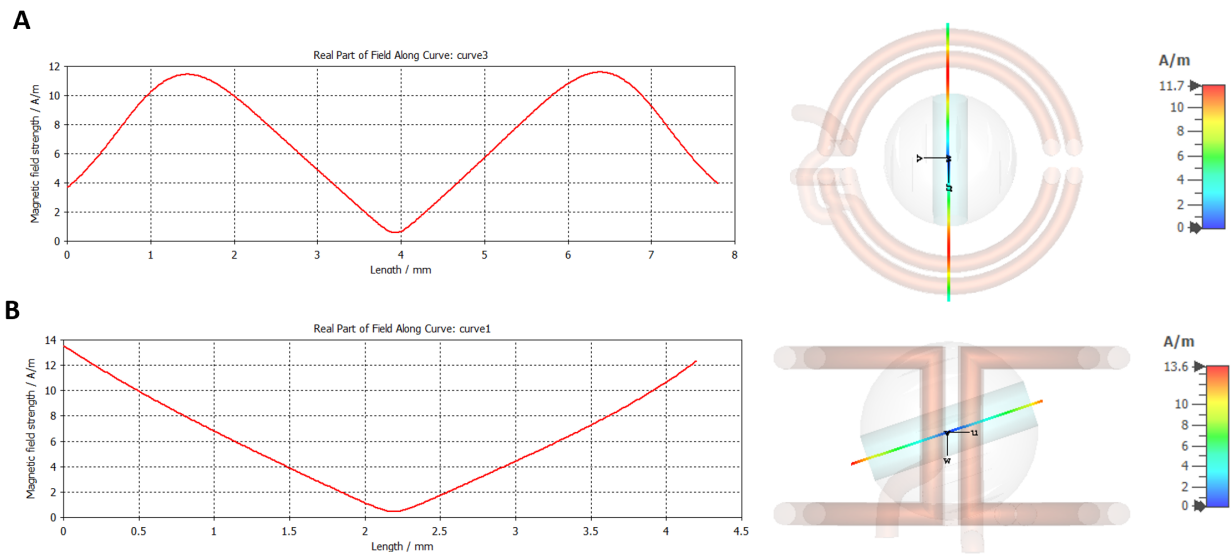 A
Real Part of Field Along Curve: curve3
Magnetic field strength / A/m
12
10
8
6
4
2
0
0 1 2 3 4 5 6 7 8
Length / mm
v
u
A/m
11.7
10
8
6
4
2
0
B
Real Part of Field Along Curve: curve1
Magnetic field strength / A/m
14
12
10
8
6
4
2
0
0 0.5 1 1.5 2 2.5 3 3.5 4 4.5
Length / mm
u
w
A/m
13.6
10
8
6
4
2
0